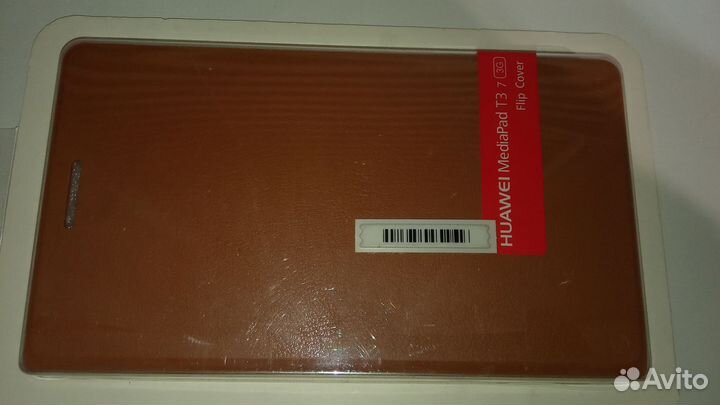 HUAWEI MediaPad T3 7 3G
Flip Cover
Avito